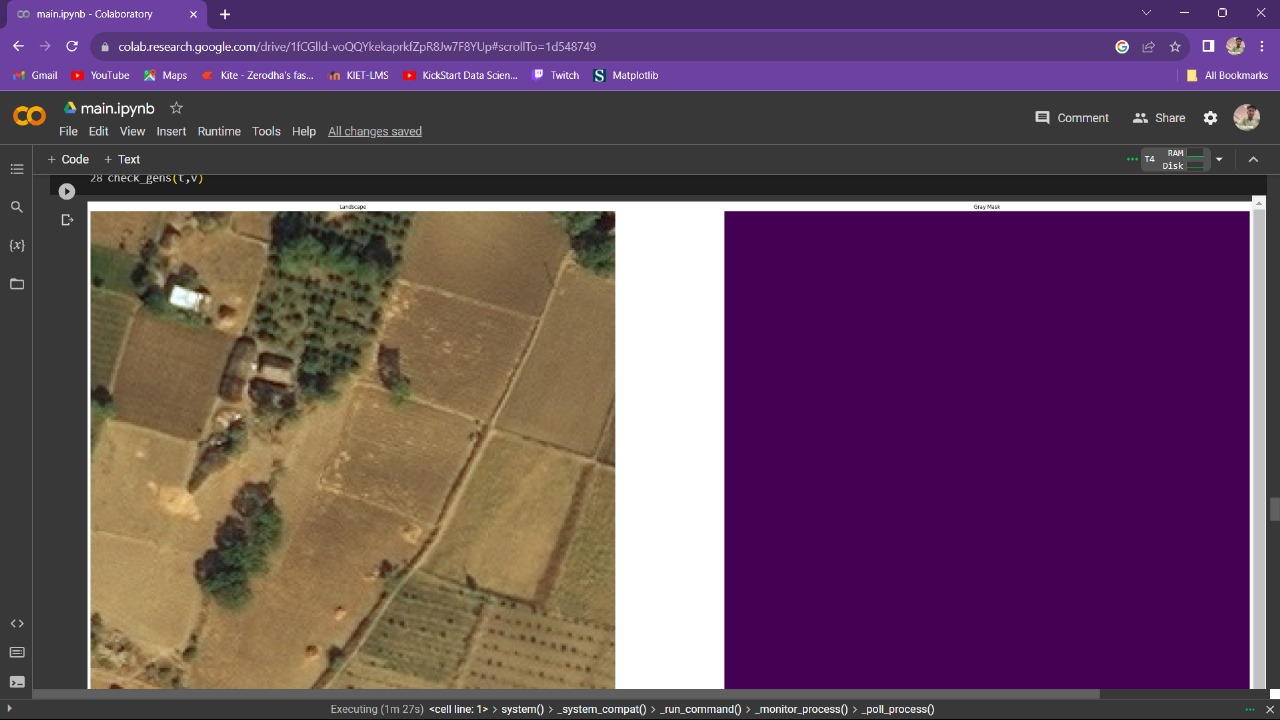 main.ipynb - Colaboratory
colab.research.google.com/drive/1fCGlld-voQQYkekaprkfZpR8Jw7F8YUp#scrollTo=1d548749
Gmail YouTube Maps Kite - Zerodha's fas... KIET-LMS KickStart Data Scien... Twitch Matplotlib All Bookmarks
main.ipynb
Comment Share
File Edit View Insert Runtime Tools Help All changes saved
+ Code + Text
T4 RAM
Disk
28 check_gens(t,v)
Landscape Gray Mask
{x}
Executing (1m 27s) <cell line: 1> > system() > _system_compat() > _run_command() > _monitor_process() > _poll_process()